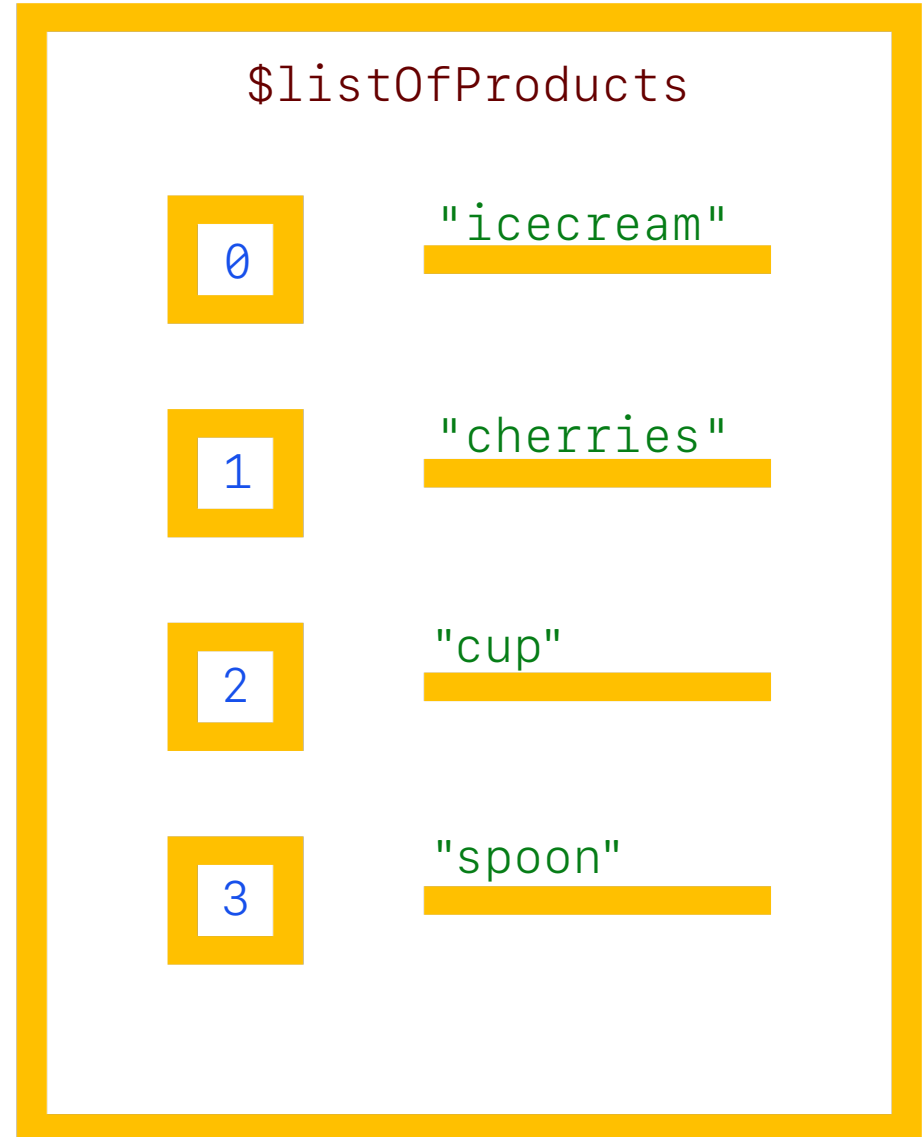 $listOfProducts
0 "icecream"
1 "cherries"
2 "cup"
3 "spoon"